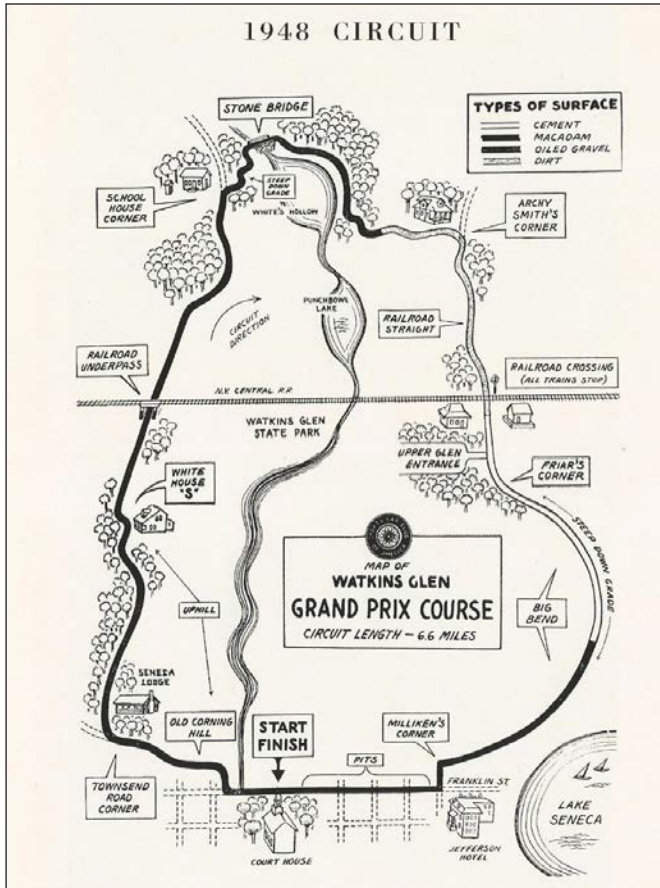 1948 CIRCUIT
STONE BRIDGE
TYPES OF SURFACE
CEMENT
MACADAM
OILED GRAVEL
DIRT
STEEP
DOWN
GRADE
WHITE'S HOLLOW
SCHOOL
HOUSE
CORNER
ARCHY
SMITH'S
CORNER
PUNCHBOWL
LAKE
CIRCUIT
DIRECTION
RAILROAD
STRAIGHT
RAILROAD
UNDERPASS
RAILROAD CROSSING
(ALL TRAINS STOP)
N.Y. CENTRAL R.R.
WATKINS GLEN
STATE PARK
UPPER GLEN
ENTRANCE
FRIAR'S
CORNER
WHITE
HOUSE
"S"
STEEP DOWN GRADE
MAP OF
WATKINS GLEN
GRAND PRIX COURSE
CIRCUIT LENGTH - 6.6 MILES
BIG
BEND
UPHILL
SENECA
LODGE
OLD CORNING
HILL
START
FINISH
MILLIKEN'S
CORNER
PITS
FRANKLIN ST.
TOWNSEND
ROAD
CORNER
COURT HOUSE
JEFFERSON
HOTEL
LAKE
SENECA